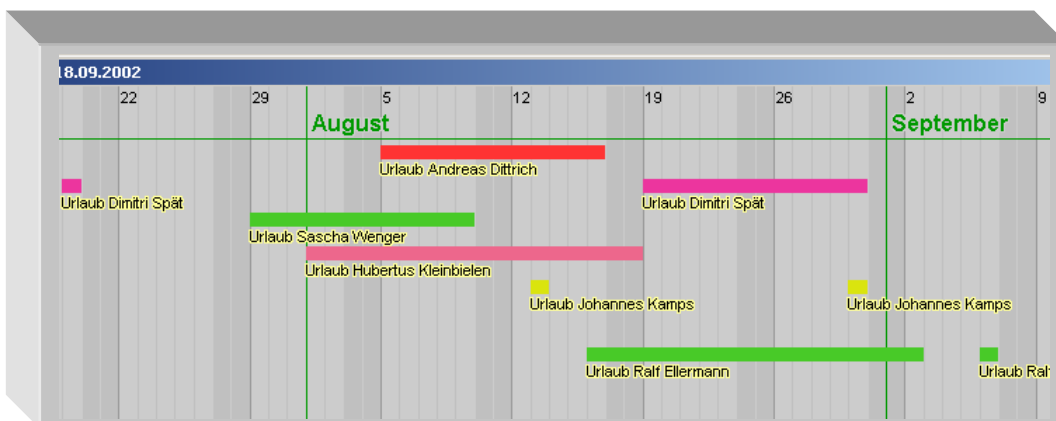 18.09.2002
22 29 5 12 19 26 2 9
August September
Urlaub Andreas Dittrich
Urlaub Dimitri Spät Urlaub Dimitri Spät
Urlaub Sascha Wenger
Urlaub Hubertus Kleinbielen
Urlaub Johannes Kamps Urlaub Johannes Kamps
Urlaub Ralf Ellermann Urlaub Ralf